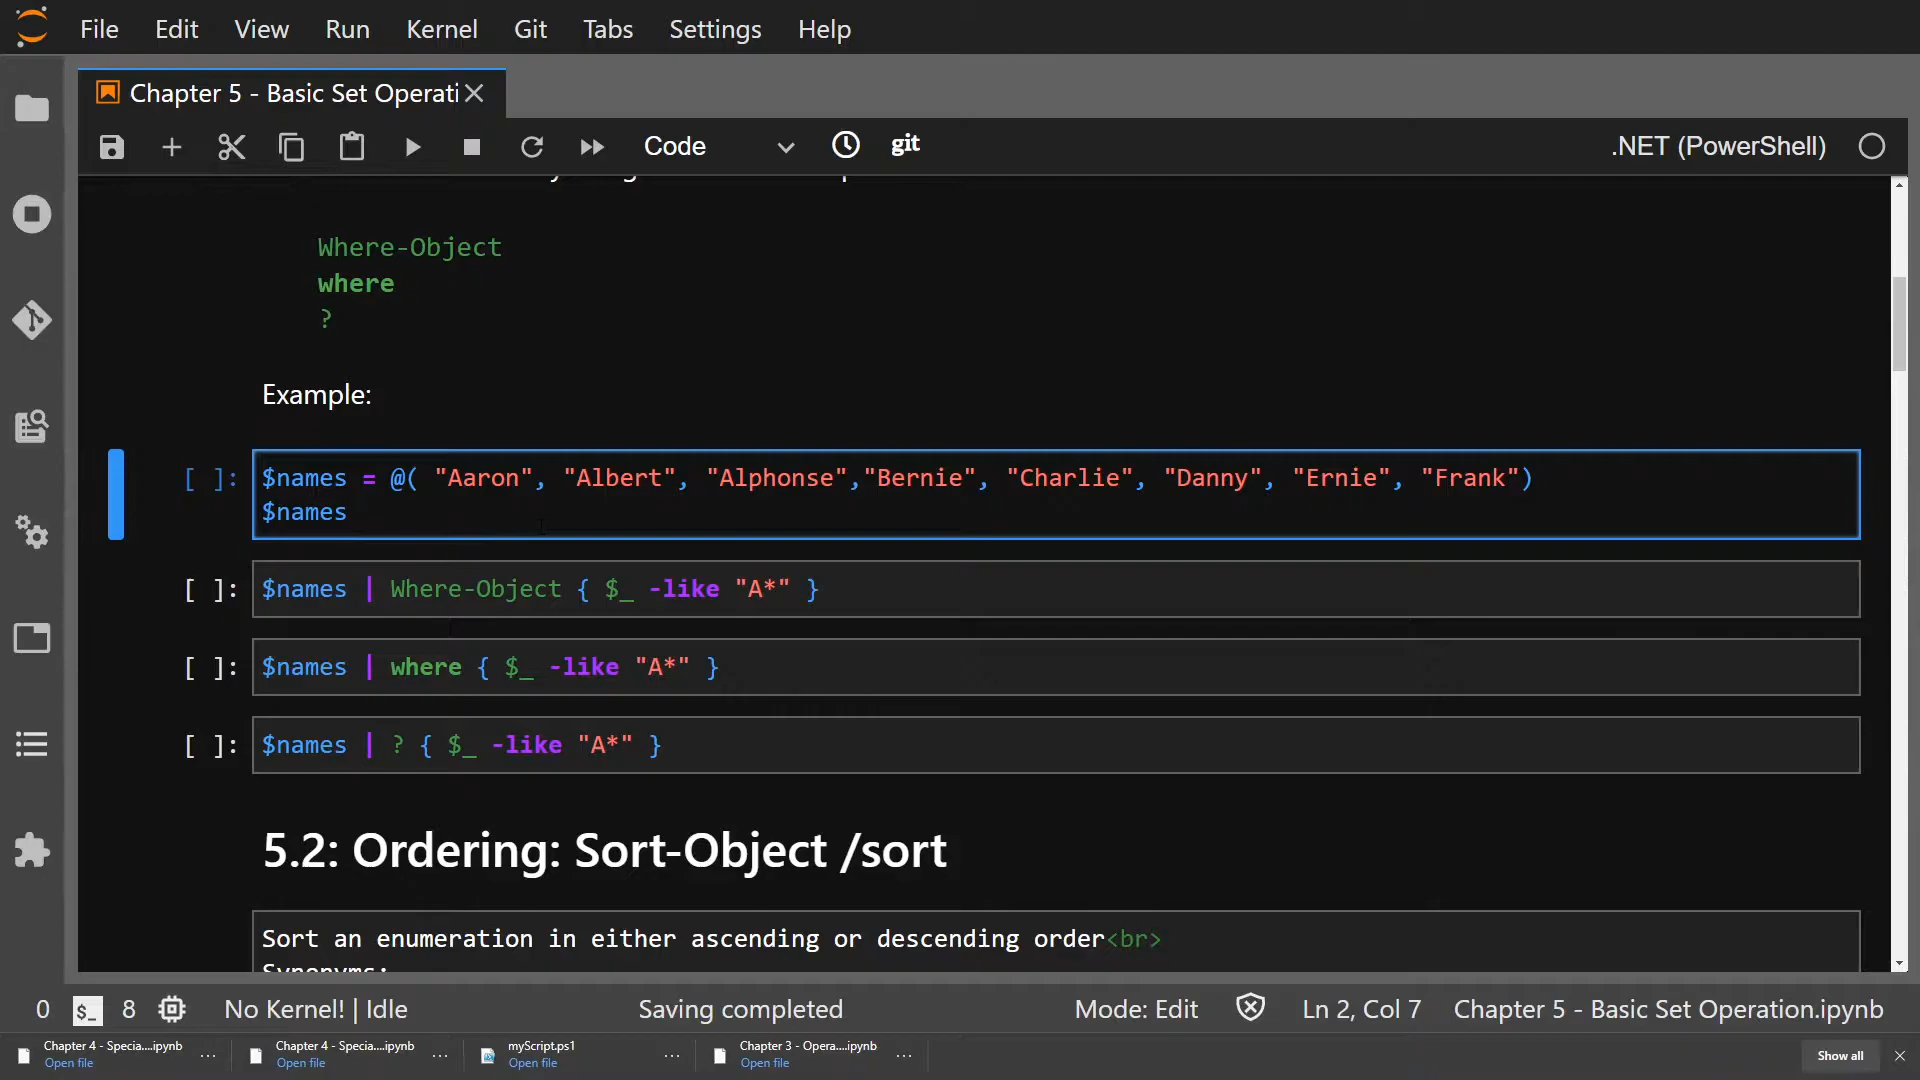 File Edit View Run Kernel Git Tabs Settings Help
Chapter 5 - Basic Set Operati
Code git .NET (PowerShell)
Where-Object
where
?
Example:
[ ]: $names = @( "Aaron", "Albert", "Alphonse","Bernie", "Charlie", "Danny", "Ernie", "Frank")
$names
[ ]: $names | Where-Object { $_ -like "A*" }
[ ]: $names | where { $_ -like "A*" }
[ ]: $names | ? { $_ -like "A*" }
5.2: Ordering: Sort-Object /sort
Sort an enumeration in either ascending or descending order<br>
Synonyms:
0 $_ 8 No Kernel! | Idle Saving completed Mode: Edit Ln 2, Col 7 Chapter 5 - Basic Set Operation.ipynb
Chapter 4 - Specia....ipynb ... Chapter 4 - Specia....ipynb ... myScript.ps1 ... Chapter 3 - Opera....ipynb ... Show all
Open file Open file Open file Open file